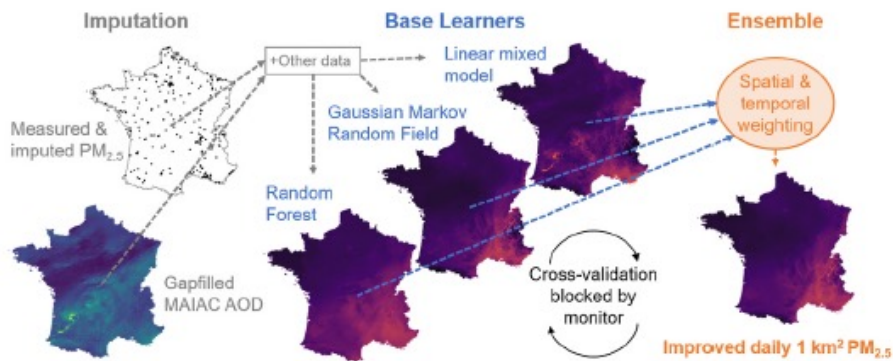 Imputation
Base Learners
Ensemble
+Other data
Linear mixed
model
Gaussian Markov
Random Field
Random
Forest
Measured &
imputed PM2.5
Gapfilled
MAIAC AOD
Spatial &
temporal
weighting
Cross-validation
blocked by
monitor
Improved daily 1 km² PM2.5